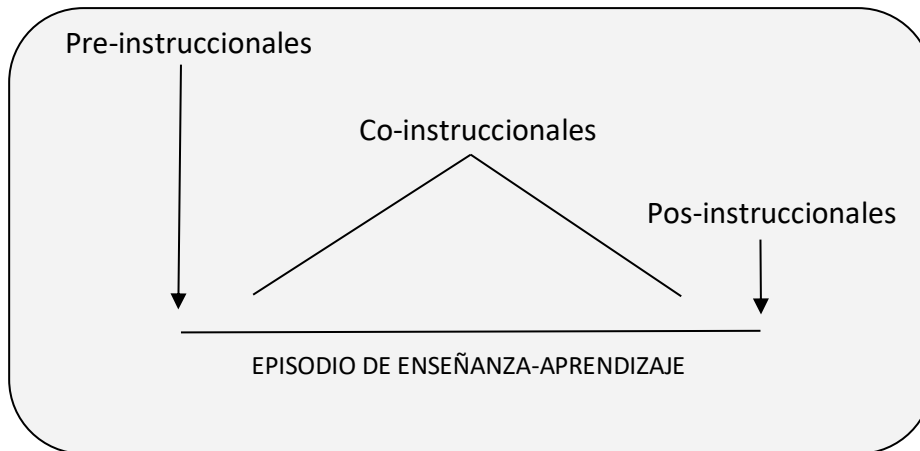 Pre-instruccionales
Co-instruccionales
Pos-instruccionales
EPISODIO DE ENSEÑANZA-APRENDIZAJE